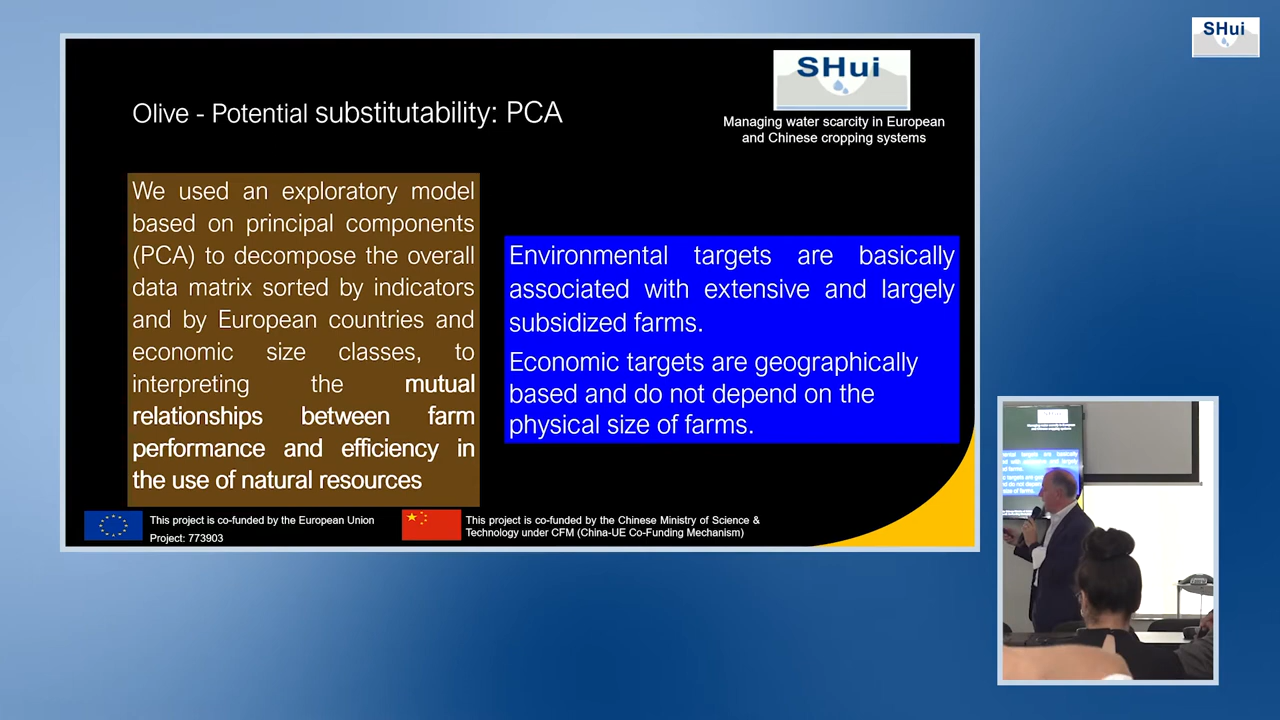 SHui
SHui
Managing water scarcity in European
and Chinese cropping systems
Olive - Potential substitutability: PCA
We used an exploratory model
based on principal components
(PCA) to decompose the overall
data matrix sorted by indicators
and by European countries and
economic size classes, to
interpreting the mutual
relationships between farm
performance and efficiency in
the use of natural resources
Environmental targets are basically
associated with extensive and largely
subsidized farms.
Economic targets are geographically
based and do not depend on the
physical size of farms.
This project is co-funded by the European Union
Project: 773903
This project is co-funded by the Chinese Ministry of Science &
Technology under CFM (China-UE Co-Funding Mechanism)